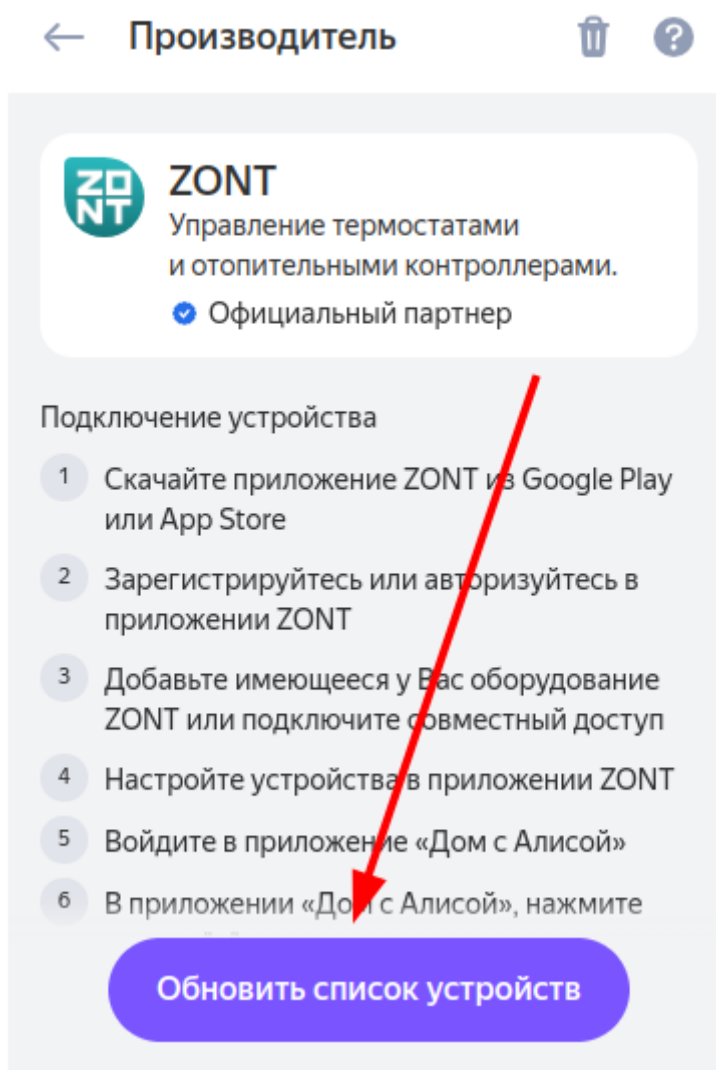 Производитель
?
ZONT
ZONT
Управление термостатами
и отопительными контроллерами.
Официальный партнер
Подключение устройства
1 Скачайте приложение ZONT из Google Play
или App Store
2 Зарегистрируйтесь или авторизуйтесь в
приложении ZONT
3 Добавьте имеющееся у Вас оборудование
ZONT или подключите совместный доступ
4 Настройте устройства в приложении ZONT
5 Войдите в приложение «Дом с Алисой»
6 В приложении «Дом с Алисой», нажмите
Обновить список устройств